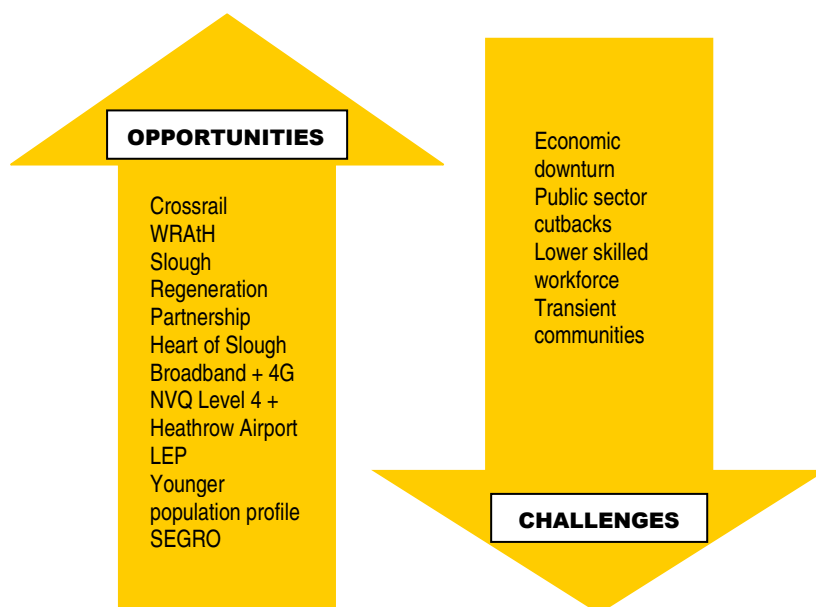 OPPORTUNITIES
Crossrail
WRAtH
Slough
Regeneration
Partnership
Heart of Slough
Broadband + 4G
NVQ Level 4 +
Heathrow Airport
LEP
Younger
population profile
SEGRO
Economic
downturn
Public sector
cutbacks
Lower skilled
workforce
Transient
communities
CHALLENGES